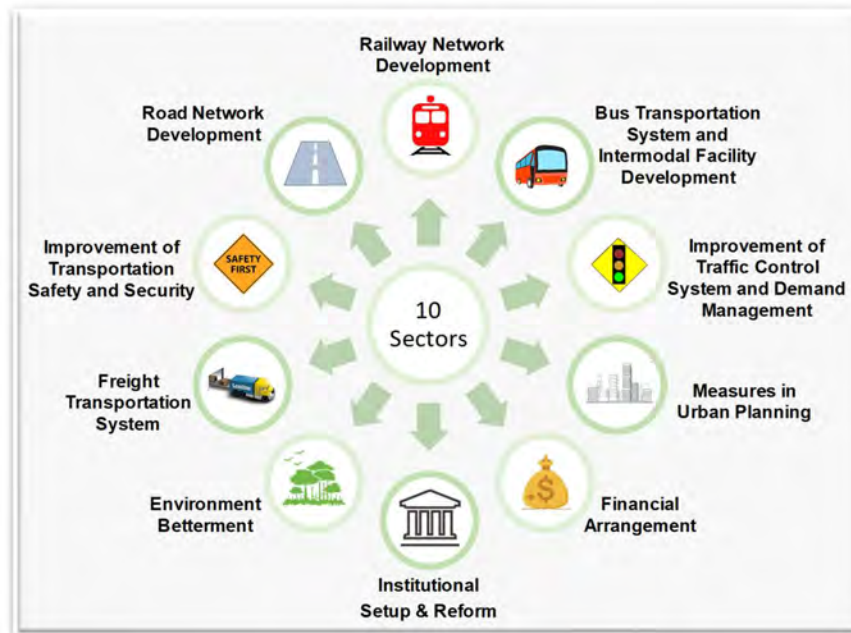 Railway Network
Development
Bus Transportation
System and
Intermodal Facility
Development
Improvement of
Traffic Control
System and Demand
Management
Measures in
Urban Planning
Financial
Arrangement
Institutional
Setup & Reform
Environment
Betterment
Freight
Transportation
System
Improvement of
Transportation
Safety and Security
Road Network
Development
SAFETY
FIRST
$
10
Sectors